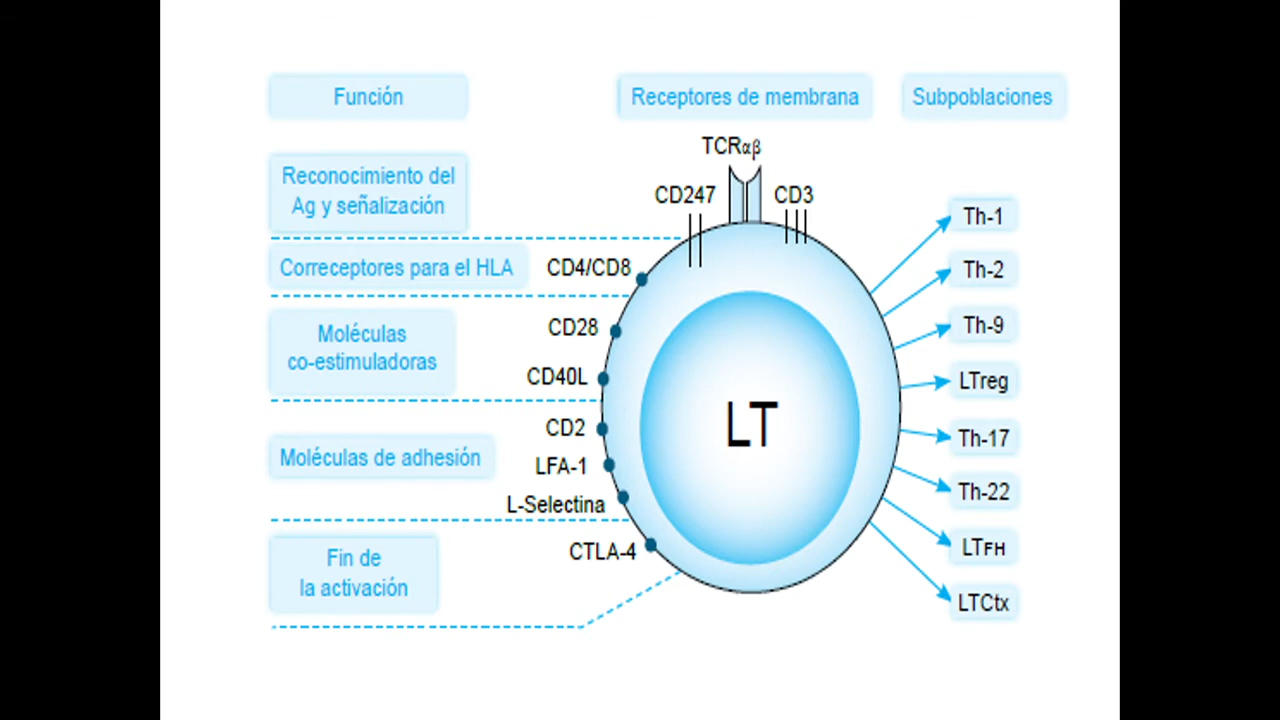 Función
Receptores de membrana
Subpoblaciones
TCRαβ
Reconocimiento del
Ag y señalización
CD247
CD3
Th-1
Correceptores para el HLA
CD4/CD8
Th-2
Moléculas
co-estimuladoras
CD28
Th-9
CD40L
LTreg
LT
CD2
Th-17
Moléculas de adhesión
LFA-1
L-Selectina
Th-22
Fin de
la activación
CTLA-4
LTFH
LTCtx